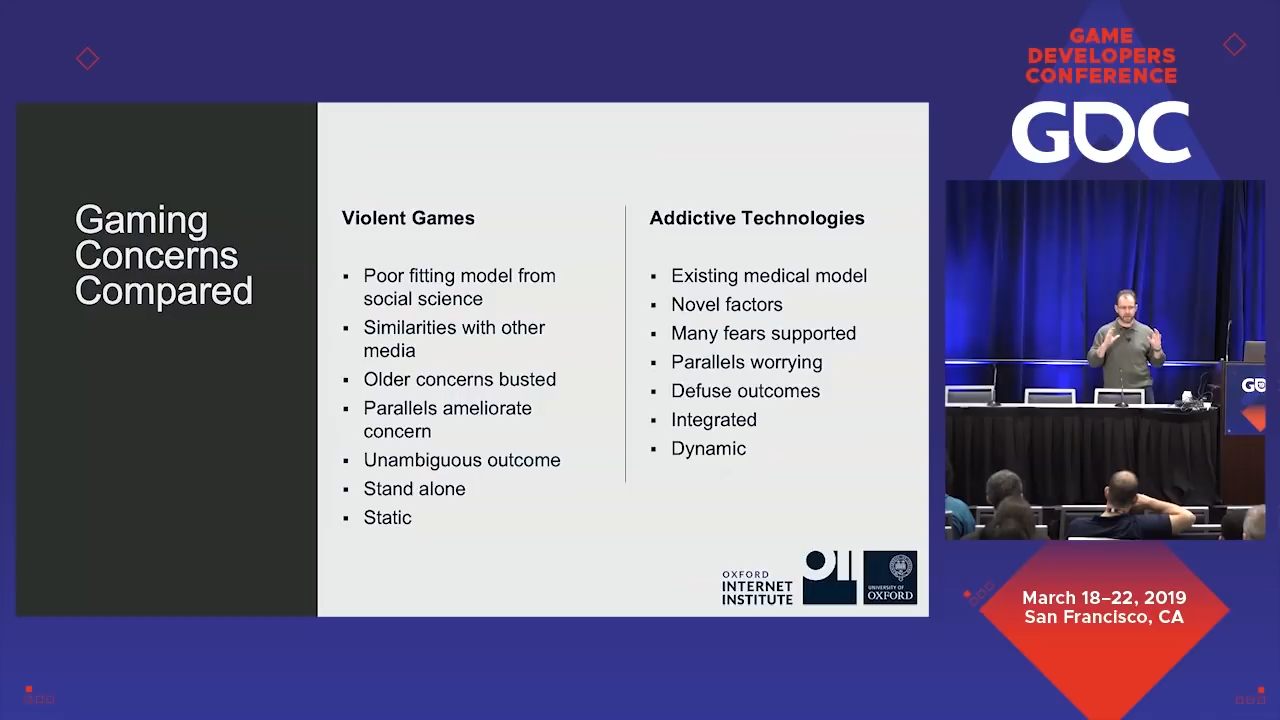 GAME
DEVELOPERS
CONFERENCE
GDC
Gaming
Concerns
Compared
Violent Games
▪ Poor fitting model from
social science
▪ Similarities with other
media
▪ Older concerns busted
▪ Parallels ameliorate
concern
▪ Unambiguous outcome
▪ Stand alone
▪ Static
Addictive Technologies
▪ Existing medical model
▪ Novel factors
▪ Many fears supported
▪ Parallels worrying
▪ Defuse outcomes
▪ Integrated
▪ Dynamic
OXFORD
INTERNET
INSTITUTE
OII
UNIVERSITY OF
OXFORD
March 18–22, 2019
San Francisco, CA